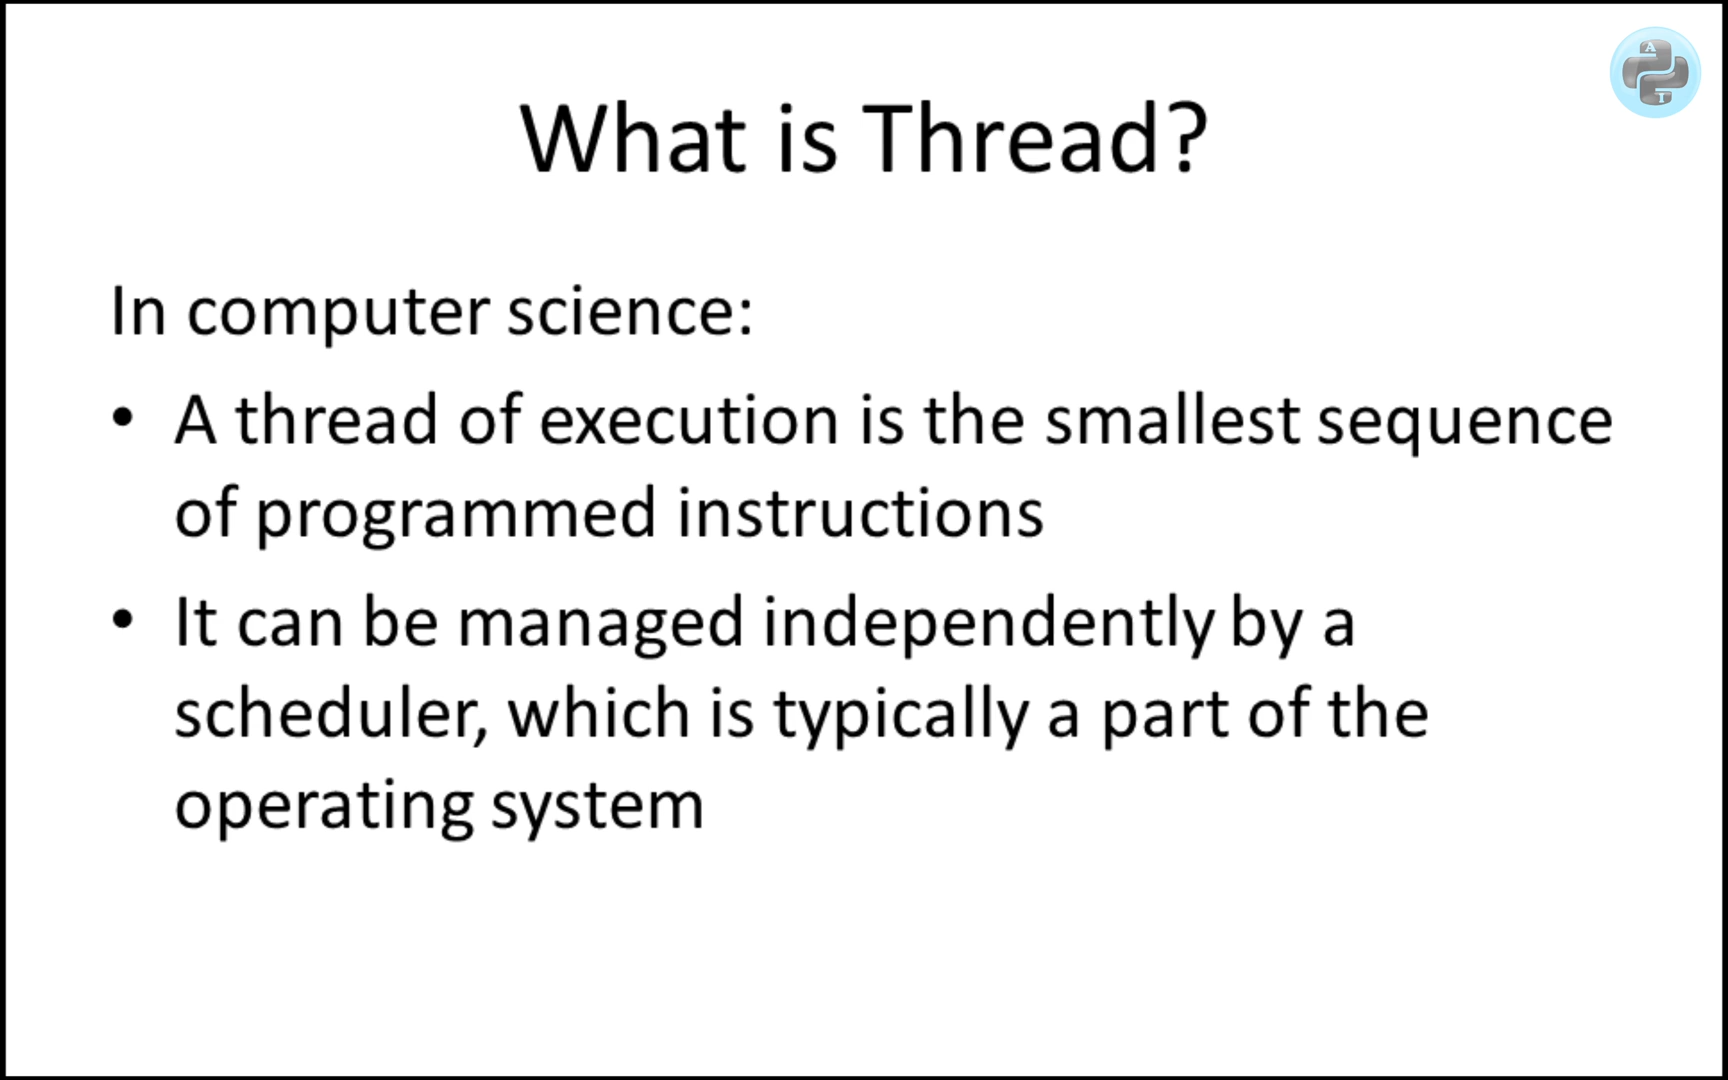 A
T
What is Thread?
In computer science:
• A thread of execution is the smallest sequence
of programmed instructions
• It can be managed independently by a
scheduler, which is typically a part of the
operating system